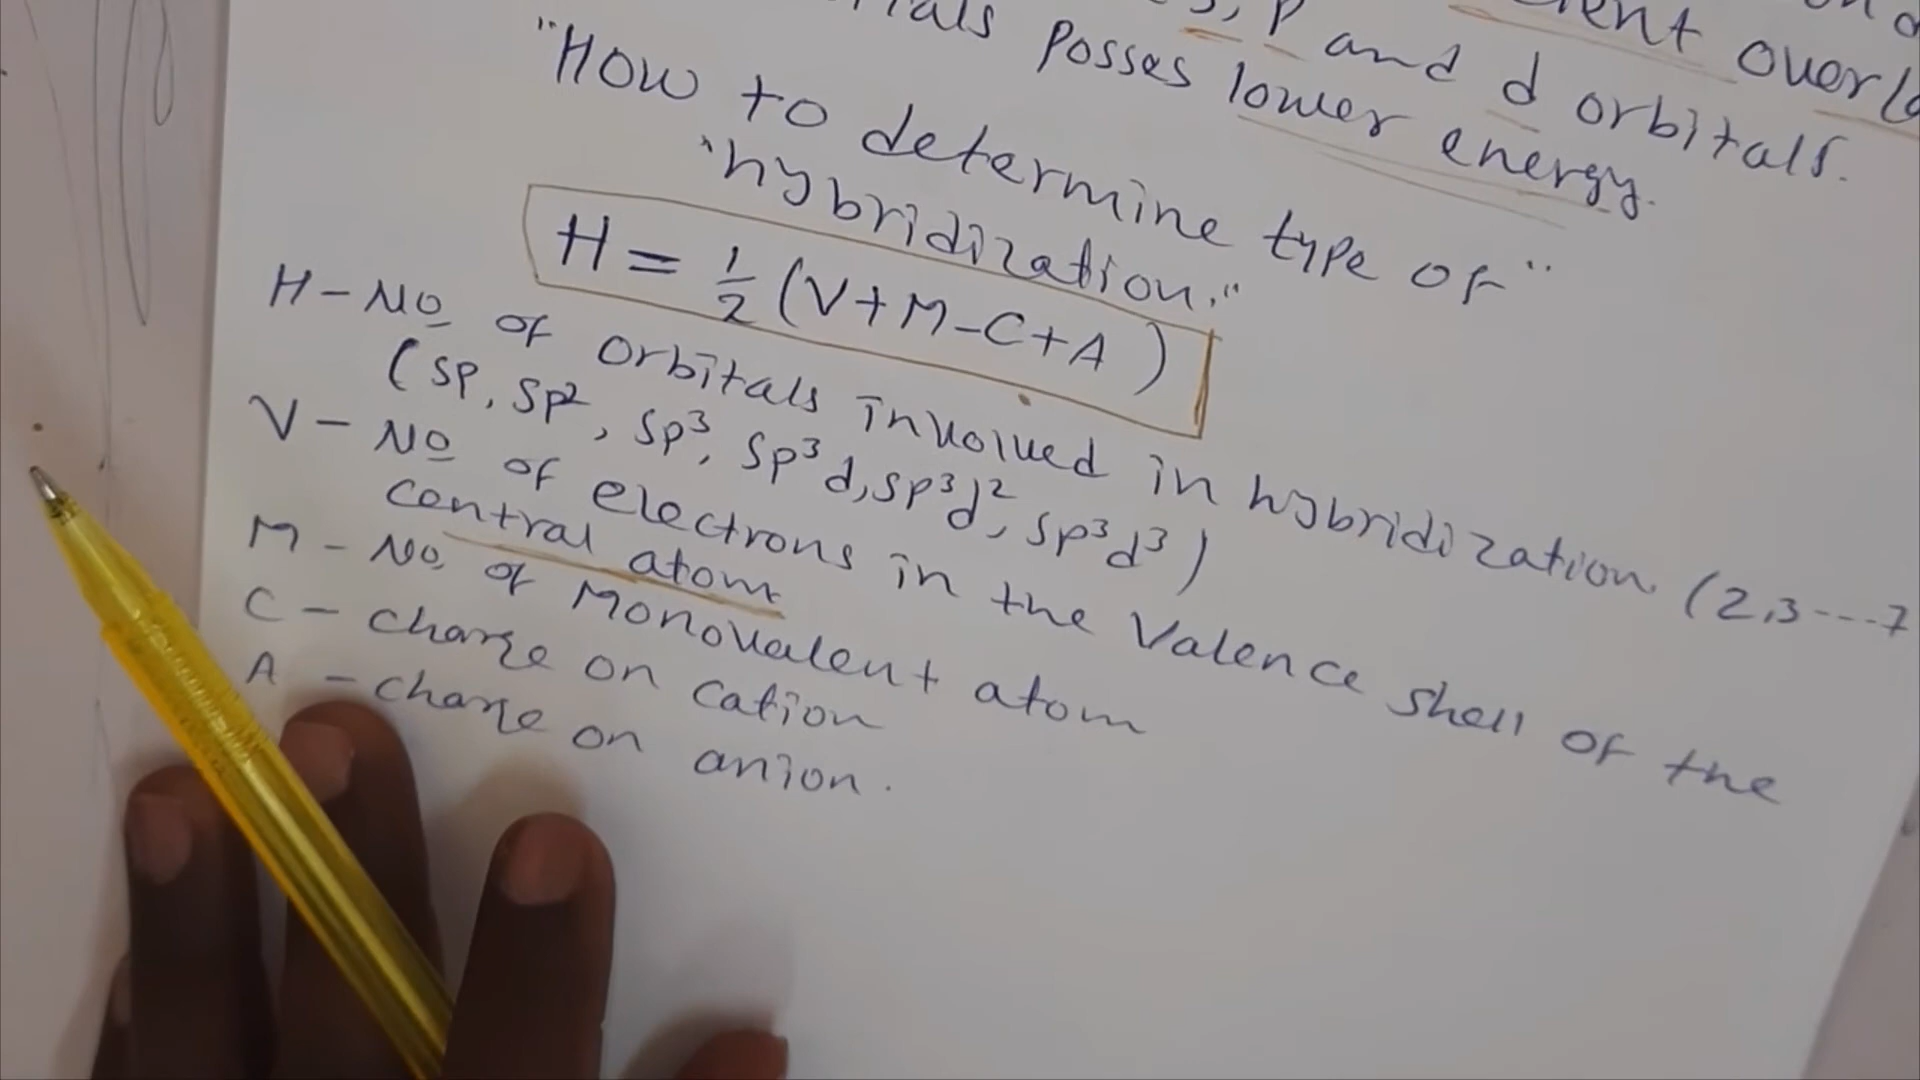 s, p and d orbitals.
Posses lower energy.
"How to determine type of"
"hybridization."
H = 1/2 (V+M-C+A)
H - No of orbitals involved in hybridization (2,3---7
(sp, sp², sp³, sp³d, sp³d², sp³d³)
V - No of electrons in the valence shell of the
central atom
M - No. of Monovalent atom
C - charge on cation
A - charge on anion.